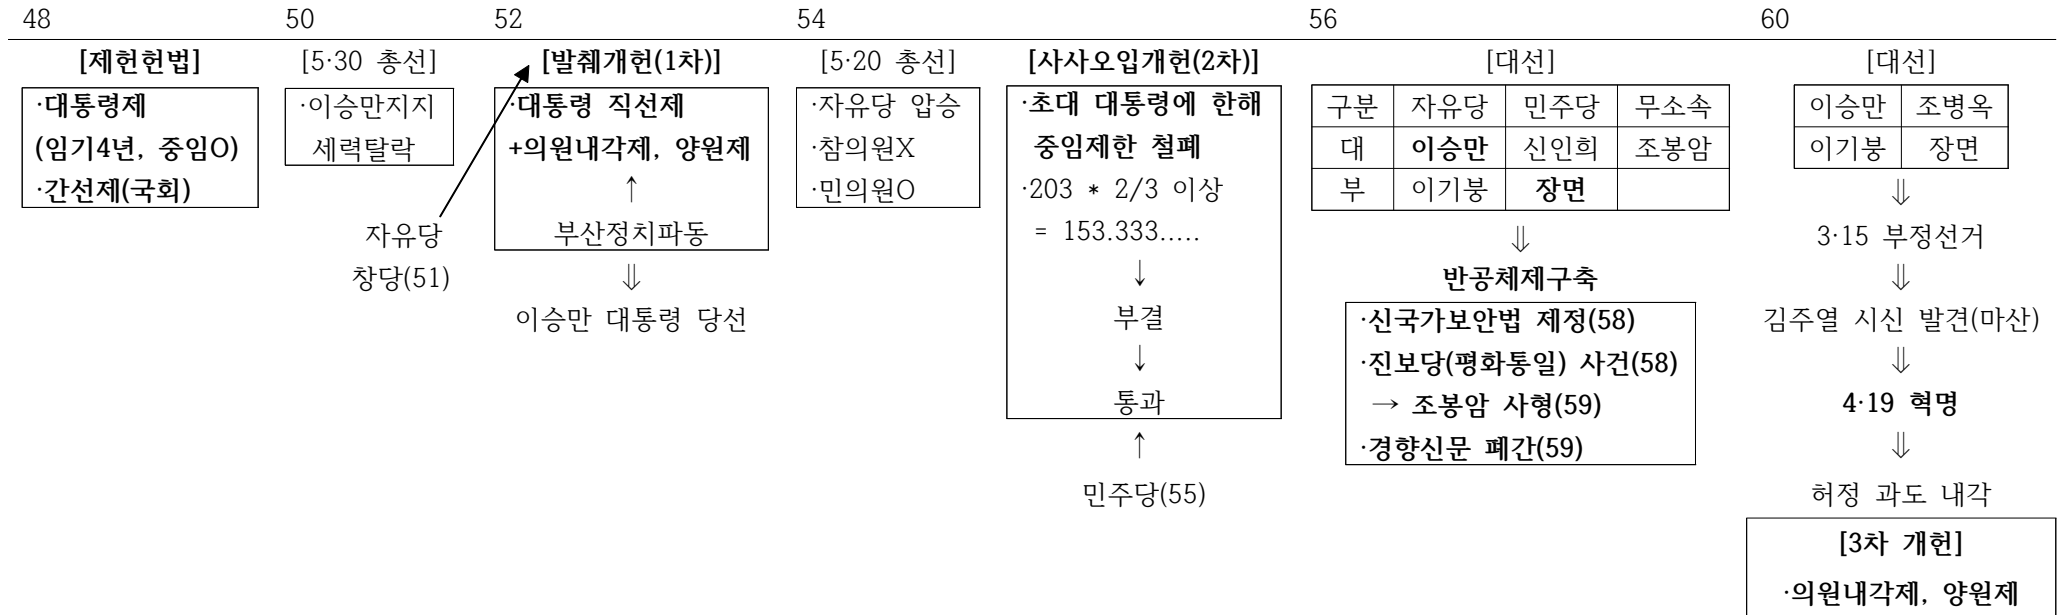 48 50 52 54 56 60
[제헌헌법]
·대통령제
(임기4년, 중임O)
·간선제(국회)
[5·30 총선]
·이승만지지
세력탈락
자유당
창당(51)
[발췌개헌(1차)]
·대통령 직선제
+의원내각제, 양원제
↑
부산정치파동
⇓
이승만 대통령 당선
[5·20 총선]
·자유당 압승
·참의원X
·민의원O
[사사오입개헌(2차)]
·초대 대통령에 한해
중임제한 철폐
·203 * 2/3 이상
= 153.333.....
↓
부결
↓
통과
↑
민주당(55)
[대선]
구분 자유당 민주당 무소속
대 이승만 신인희 조봉암
부 이기붕 장면
⇓
반공체제구축
·신국가보안법 제정(58)
·진보당(평화통일) 사건(58)
→ 조봉암 사형(59)
·경향신문 폐간(59)
[대선]
이승만 조병옥
이기붕 장면
⇓
3·15 부정선거
⇓
김주열 시신 발견(마산)
⇓
4·19 혁명
⇓
허정 과도 내각
[3차 개헌]
·의원내각제, 양원제